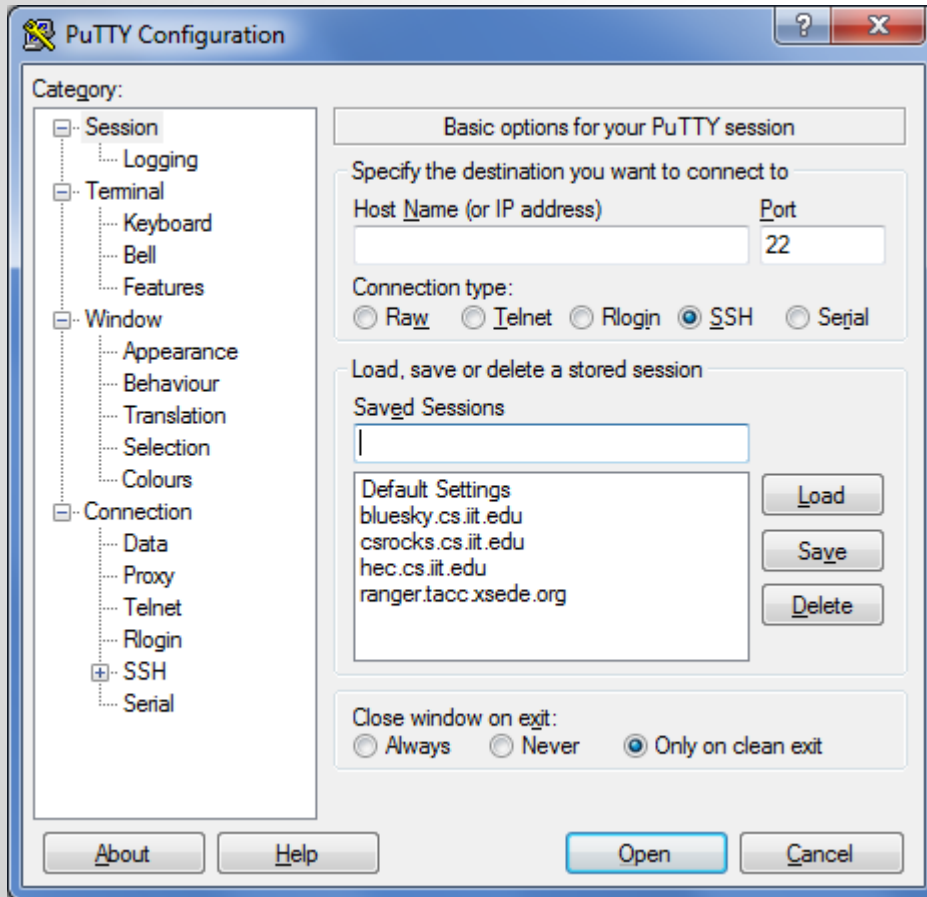 PuTTY Configuration
?
X
Category:
Session
Logging
Terminal
Keyboard
Bell
Features
Window
Appearance
Behaviour
Translation
Selection
Colours
Connection
Data
Proxy
Telnet
Rlogin
SSH
Serial
Basic options for your PuTTY session
Specify the destination you want to connect to
Host Name (or IP address) Port
22
Connection type:
Raw Telnet Rlogin SSH Serial
Load, save or delete a stored session
Saved Sessions
Default Settings
bluesky.cs.iit.edu
csrocks.cs.iit.edu
hec.cs.iit.edu
ranger.tacc.xsede.org
Load
Save
Delete
Close window on exit:
Always Never Only on clean exit
About Help Open Cancel